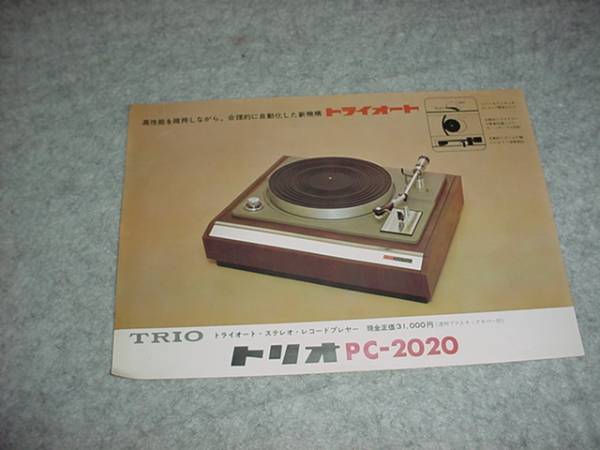 高性能を維持しながら、合理的に自動化した新機構 トライオート
TRIO トライオート・ステレオ・レコードプレヤー 現金正価31,000円
トリオ PC-2020